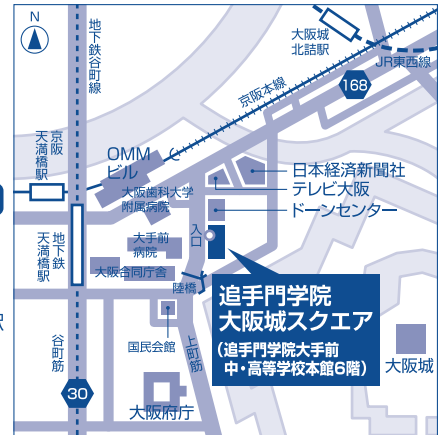 N
地下鉄谷町線
大阪城
北詰駅
JR東西線
京阪本線
168
京阪
天満橋駅
OMM
ビル
日本経済新聞社
テレビ大阪
大阪歯科大学
附属病院
ドーンセンター
入口
地下鉄
天満橋駅
大手前
病院
大阪合同庁舎
陸橋
追手門学院
大阪城スクエア
(追手門学院大手前
中・高等学校本館6階)
谷町筋
国民会館
上町筋
大阪城
30
大阪府庁